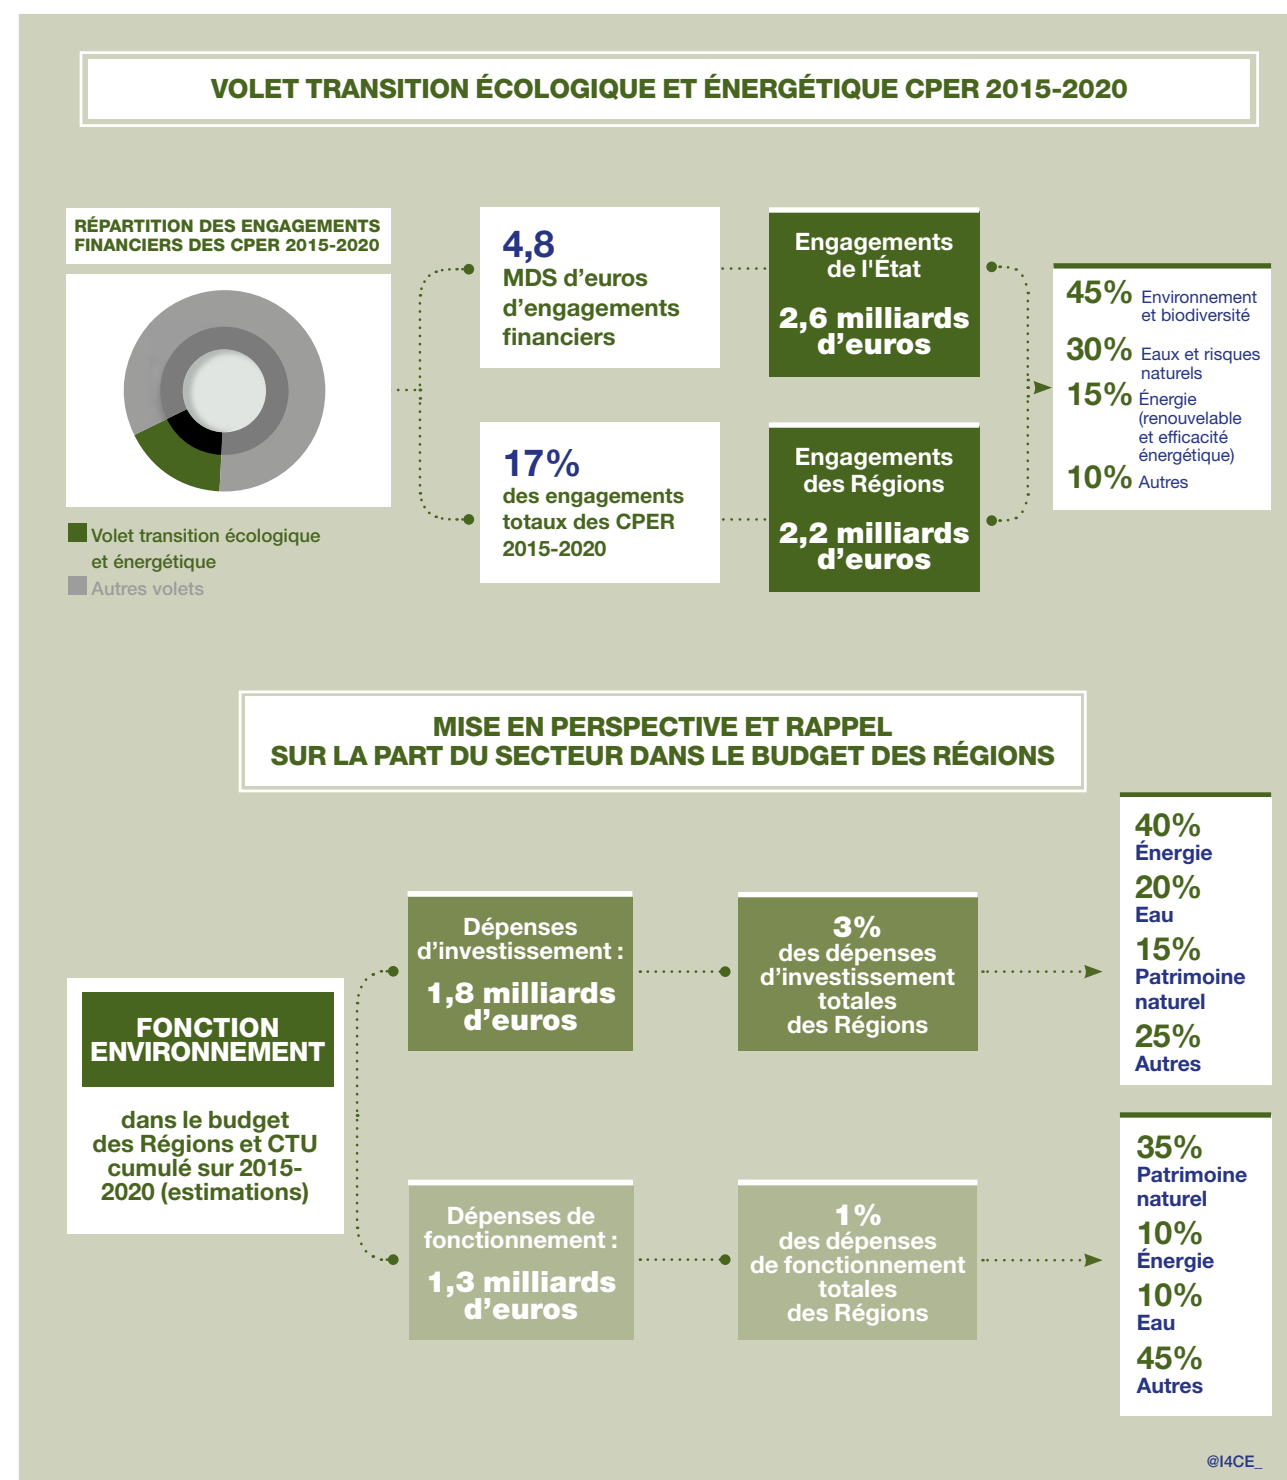 VOLET TRANSITION ÉCOLOGIQUE ET ÉNERGÉTIQUE CPER 2015-2020
RÉPARTITION DES ENGAGEMENTS
FINANCIERS DES CPER 2015-2020
Volet transition écologique
et énergétique
Autres volets
4,8
MDS d’euros
d’engagements
financiers
17%
des engagements
totaux des CPER
2015-2020
Engagements
de l'État
2,6 milliards
d’euros
Engagements
des Régions
2,2 milliards
d’euros
45% Environnement
et biodiversité
30% Eaux et risques
naturels
15% Énergie
(renouvelable
et efficacité
énergétique)
10% Autres
MISE EN PERSPECTIVE ET RAPPEL
SUR LA PART DU SECTEUR DANS LE BUDGET DES RÉGIONS
FONCTION
ENVIRONNEMENT
dans le budget
des Régions et CTU
cumulé sur 2015-
2020 (estimations)
Dépenses
d’investissement :
1,8 milliards
d’euros
3%
des dépenses
d’investissement
totales
des Régions
40%
Énergie
20%
Eau
15%
Patrimoine
naturel
25%
Autres
Dépenses de
fonctionnement :
1,3 milliards
d’euros
1%
des dépenses
de fonctionnement
totales
des Régions
35%
Patrimoine
naturel
10%
Énergie
10%
Eau
45%
Autres
@I4CE_